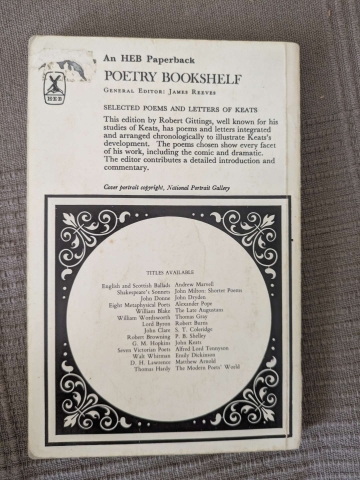 An HEB Paperback
POETRY BOOKSHELF
GENERAL EDITOR: JAMES REEVES
HEB
SELECTED POEMS AND LETTERS OF KEATS
This edition by Robert Gittings, well known for his
studies of Keats, has poems and letters integrated
and arranged chronologically to illustrate Keats's
development. The poems chosen show every facet
of his work, including the comic and dramatic.
The editor contributes a detailed introduction and
commentary.
Cover portrait copyright, National Portrait Gallery
TITLES AVAILABLE
English and Scottish Ballads Andrew Marvell
Shakespeare's Sonnets John Milton: Shorter Poems
John Donne John Dryden
Eight Metaphysical Poets Alexander Pope
William Blake The Late Augustans
William Wordsworth Thomas Gray
Lord Byron Robert Burns
John Clare S. T. Coleridge
Robert Browning P. B. Shelley
G. M. Hopkins John Keats
Seven Victorian Poets Alfred Lord Tennyson
Walt Whitman Emily Dickinson
D. H. Lawrence Matthew Arnold
Thomas Hardy The Modern Poets' World